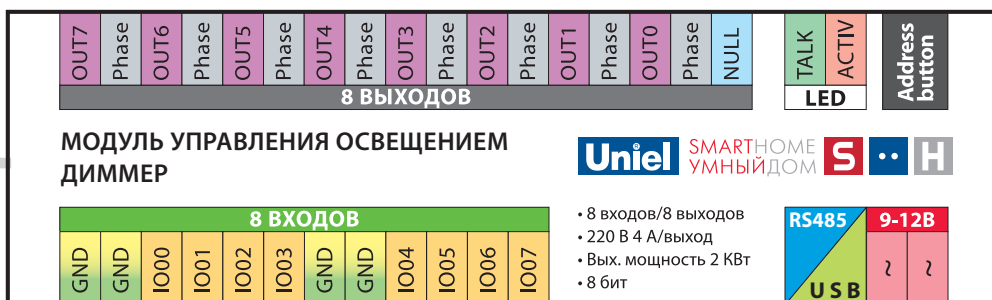 OUT7 Phase OUT6 Phase OUT5 Phase OUT4 Phase OUT3 Phase OUT2 Phase OUT1 Phase OUT0 Phase NULL
8 ВЫХОДОВ
TALK ACTIV
LED
Address
button
МОДУЛЬ УПРАВЛЕНИЯ ОСВЕЩЕНИЕМ
ДИММЕР
Uniel
SMARTHOME
УМНЫЙДОМ
S ·· H
8 ВХОДОВ
GND GND IO00 IO01 IO02 IO03 GND GND IO04 IO05 IO06 IO07
• 8 входов/8 выходов
• 220 В 4 А/выход
• Вых. мощность 2 КВт
• 8 бит
RS485
USB
9-12В
~ ~